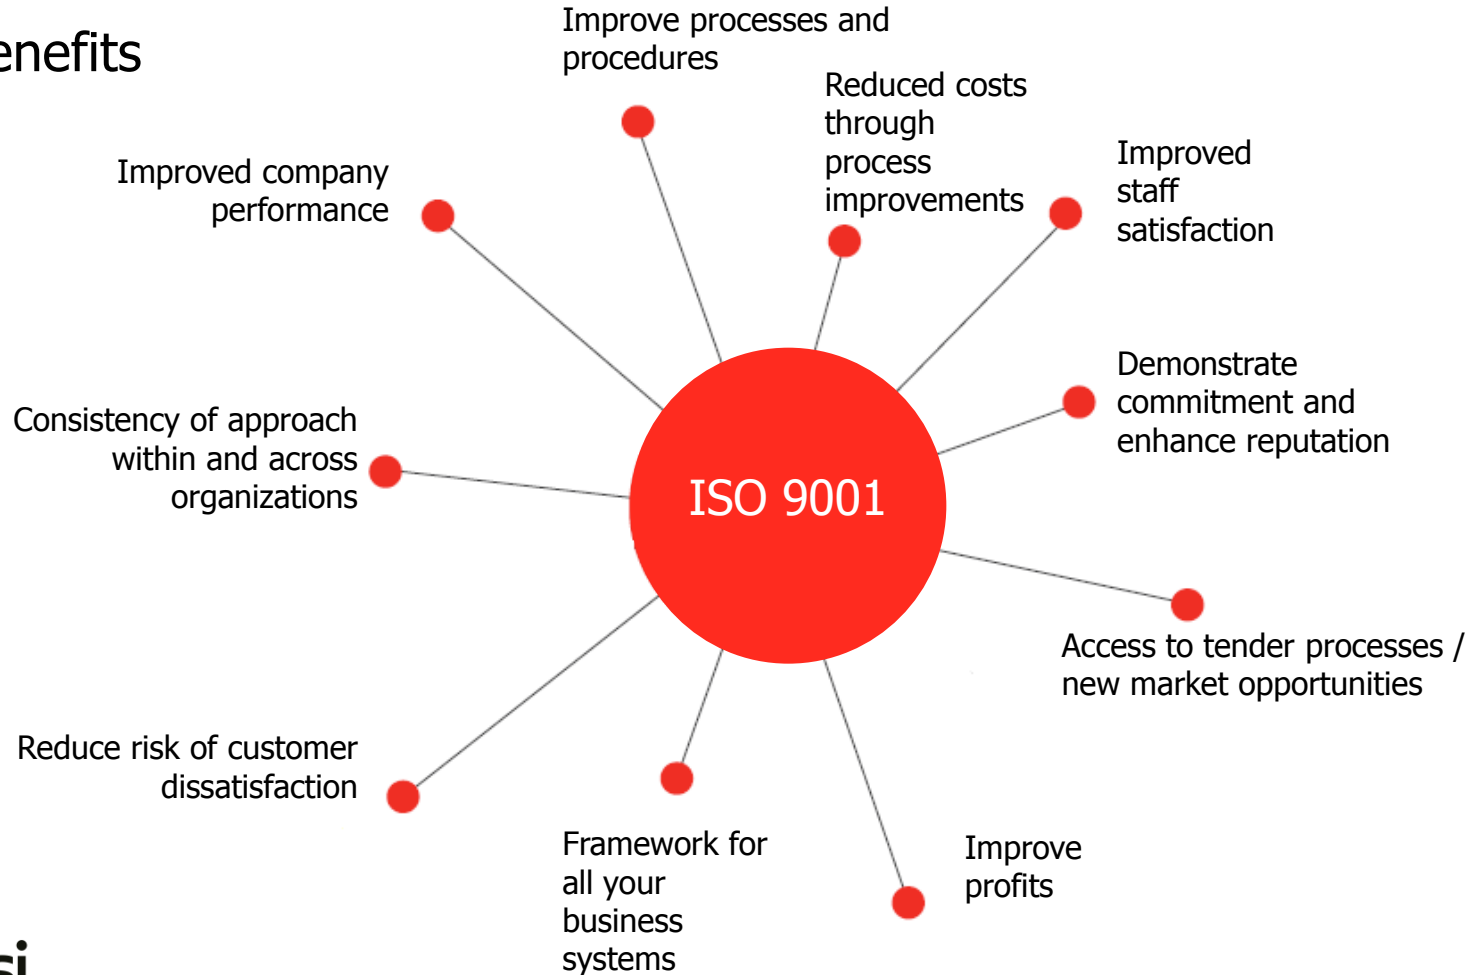 enefits
Improve processes and
procedures
Reduced costs
through
process
improvements
Improved
staff
satisfaction
Improved company
performance
Demonstrate
commitment and
enhance reputation
Consistency of approach
within and across
organizations
ISO 9001
Access to tender processes /
new market opportunities
Reduce risk of customer
dissatisfaction
Framework for
all your
business
systems
Improve
profits
si